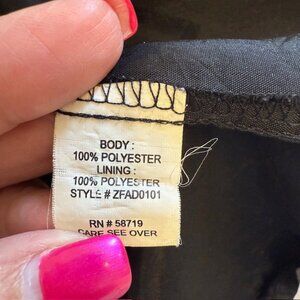 BODY :
100% POLYESTER
LINING :
100% POLYESTER
STYLE # ZFAD0101
RN # 58719
CARE SEE OVER